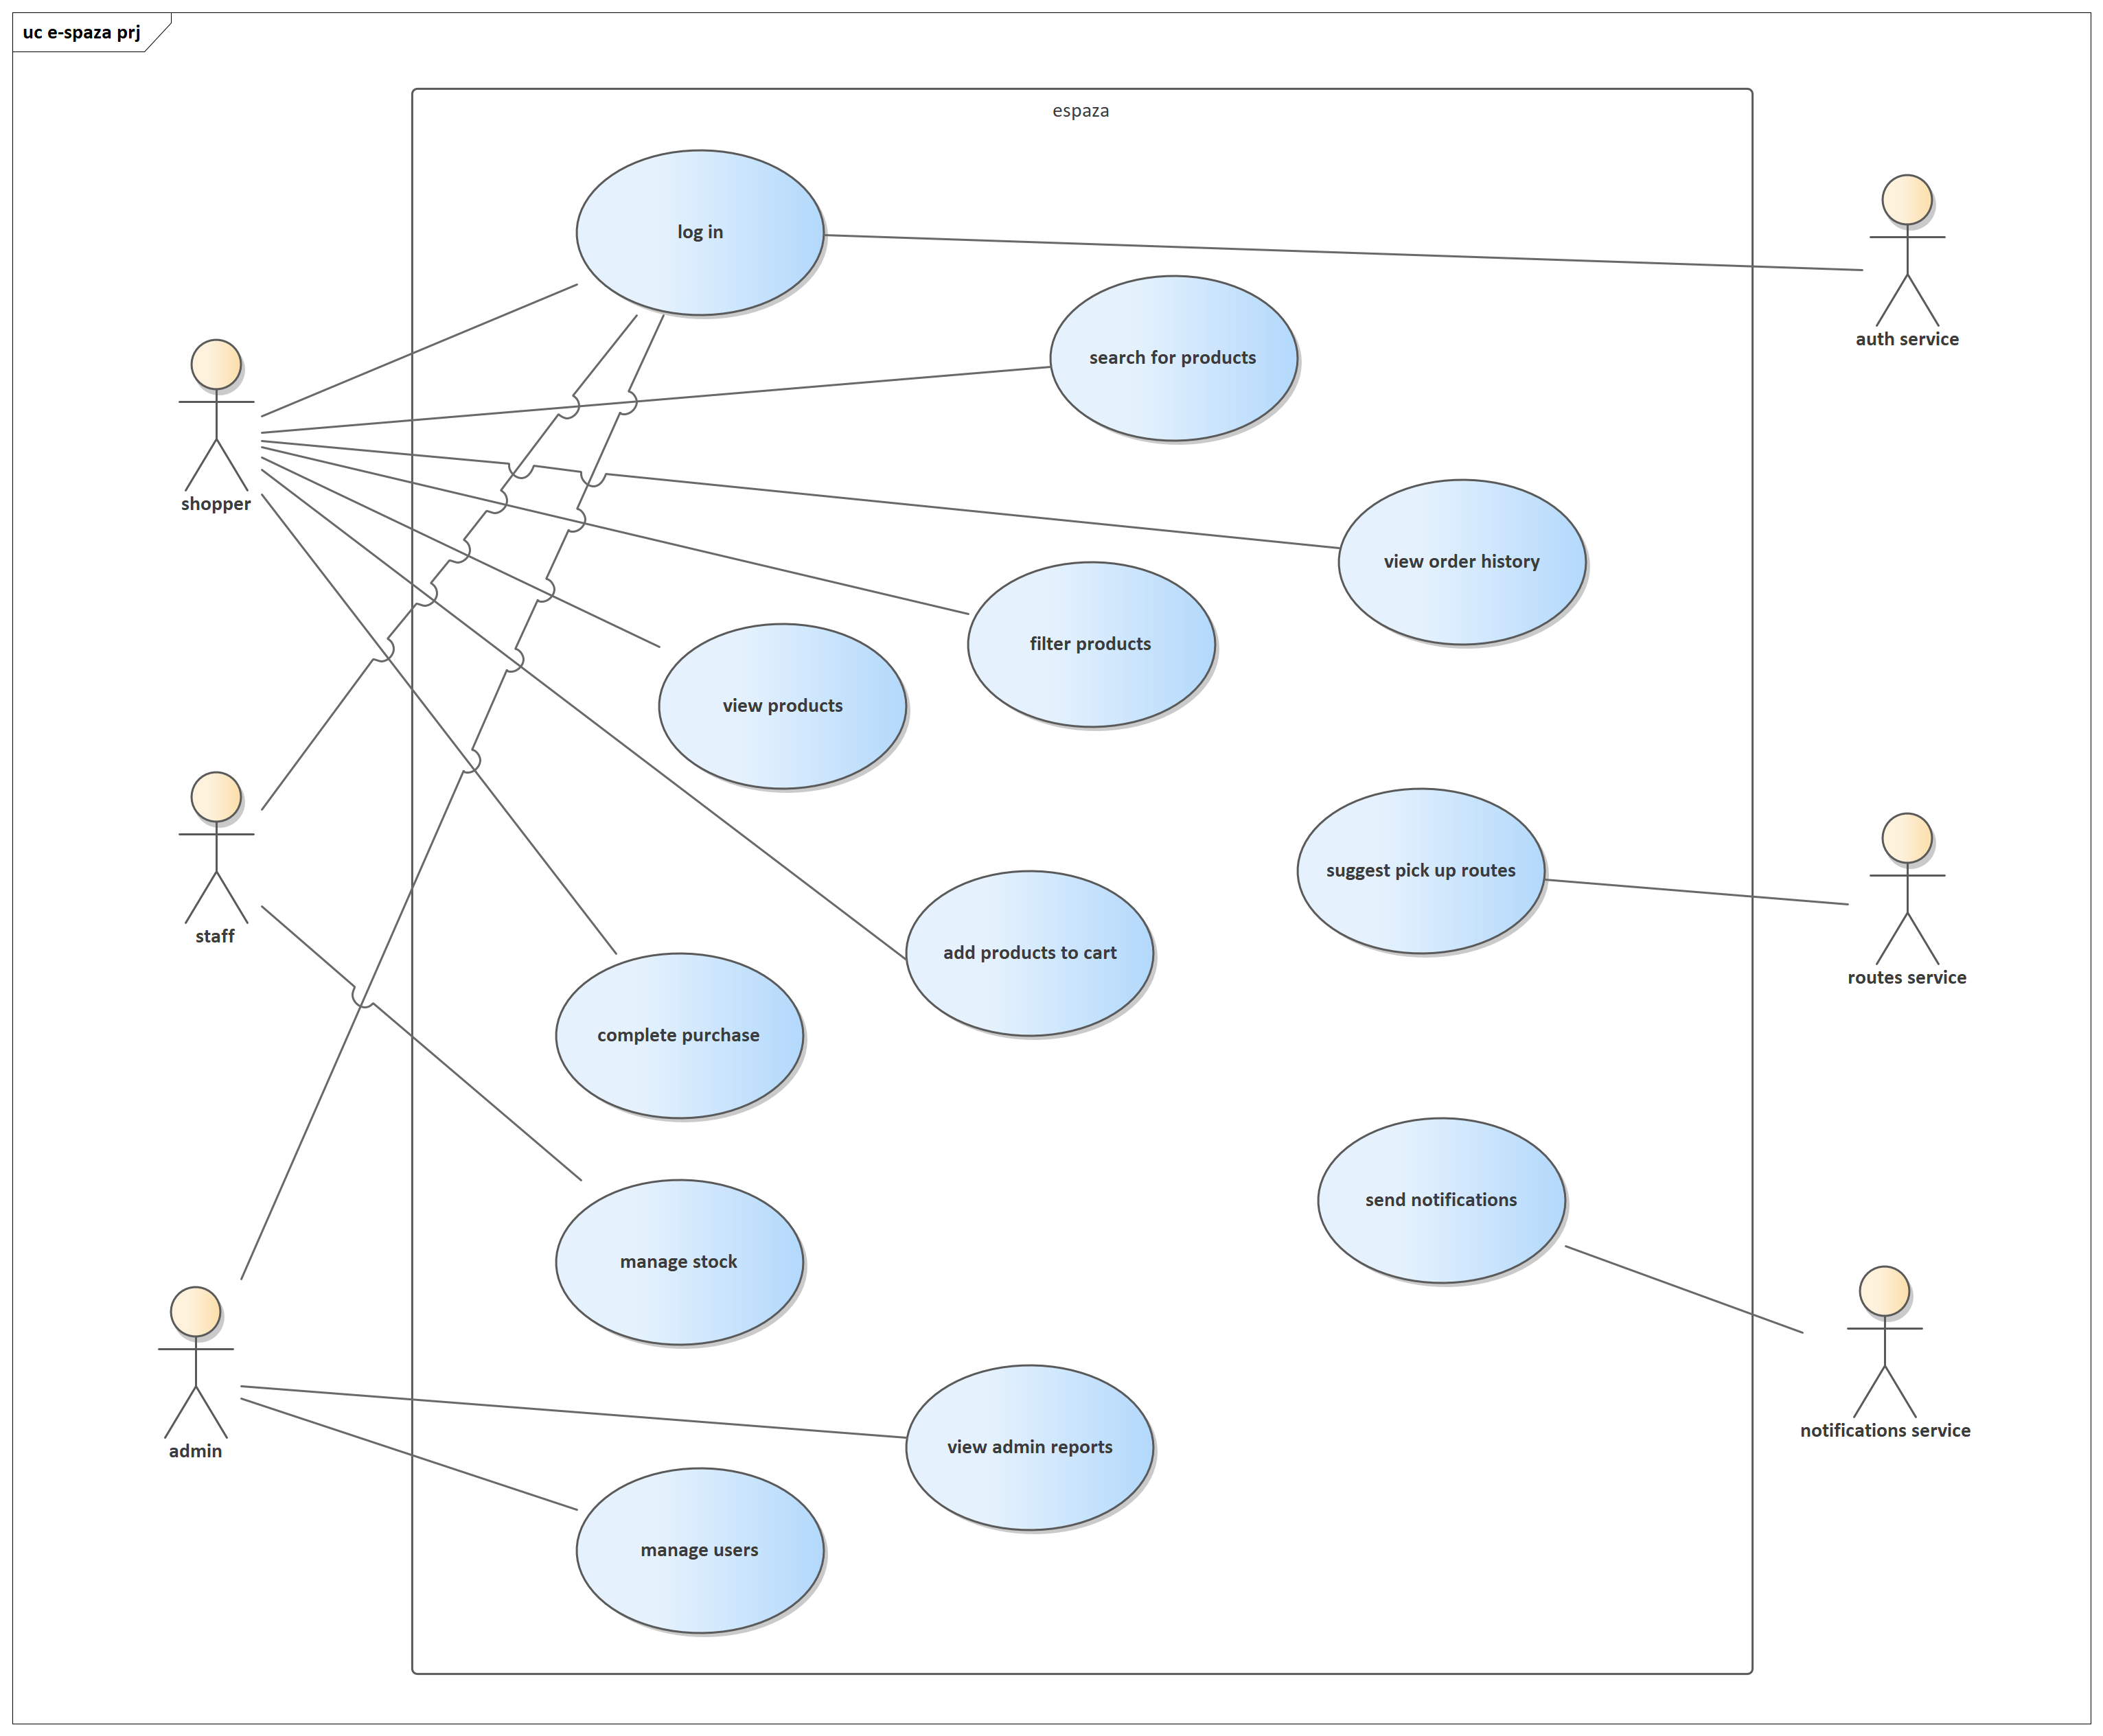 uc e-spaza prj
espaza
log in
search for products
auth service
shopper
view order history
filter products
view products
suggest pick up routes
staff
add products to cart
routes service
complete purchase
send notifications
manage stock
admin
view admin reports
notifications service
manage users